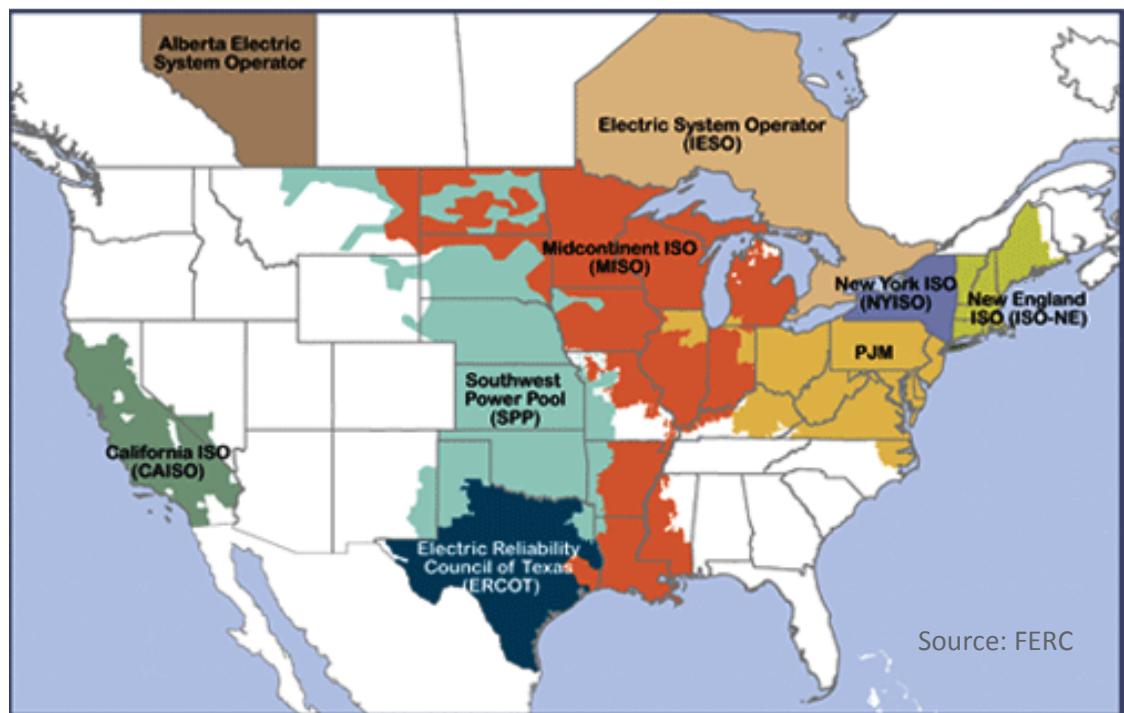 Alberta Electric
System Operator
Electric System Operator
(IESO)
Midcontinent ISO
(MISO)
New York ISO
(NYISO)
New England
ISO (ISO-NE)
PJM
Southwest
Power Pool
(SPP)
California ISO
(CAISO)
Electric Reliability
Council of Texas
(ERCOT)
Source: FERC